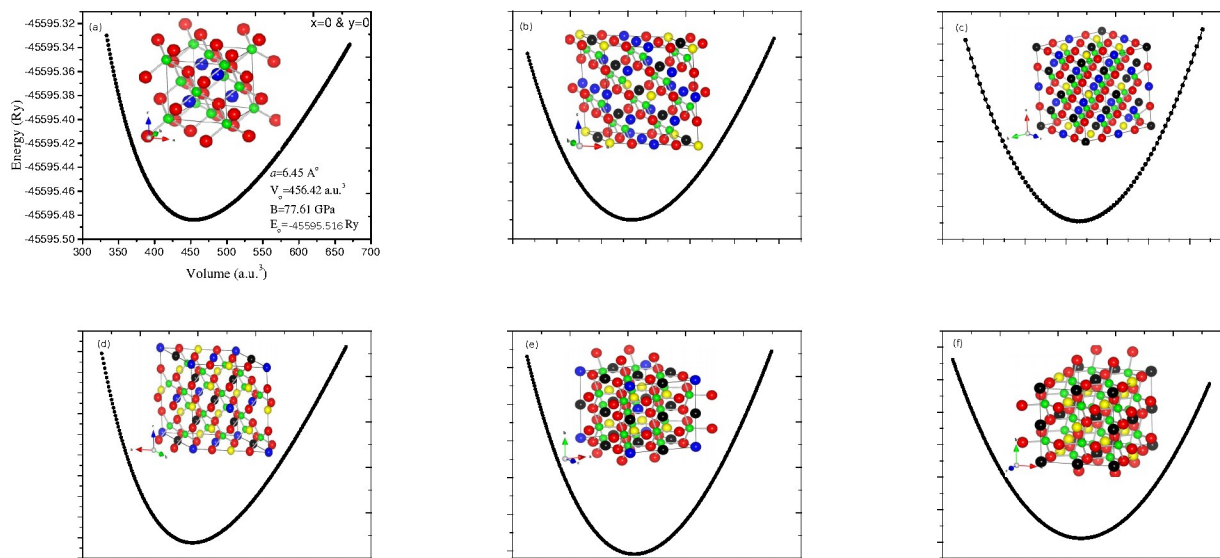 (a)
x=0 & y=0
Energy (Ry)
-45595.32
-45595.34
-45595.36
-45595.38
-45595.40
-45595.42
-45595.44
-45595.46
-45595.48
-45595.50
a=6.45 A°
V₀=456.42 a.u.³
B=77.61 GPa
E₀=-45595.516 Ry
300 350 400 450 500 550 600 650 700
Volume (a.u.³)
(b)
(c)
(d)
(e)
(f)